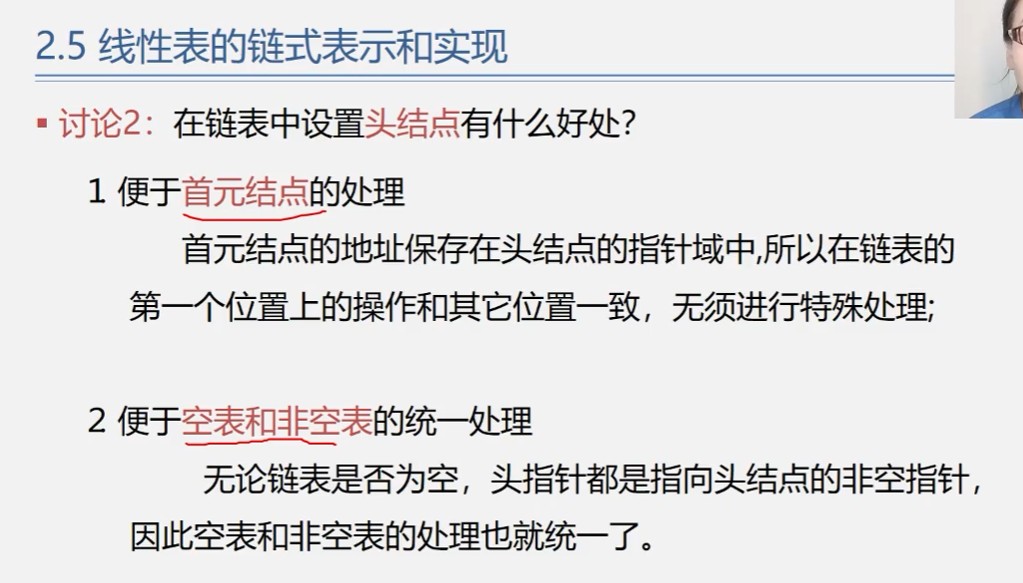 2.5 线性表的链式表示和实现
讨论2：在链表中设置头结点有什么好处？
1 便于首元结点的处理
首元结点的地址保存在头结点的指针域中,所以在链表的
第一个位置上的操作和其它位置一致，无须进行特殊处理;
2 便于空表和非空表的统一处理
无论链表是否为空，头指针都是指向头结点的非空指针，
因此空表和非空表的处理也就统一了。